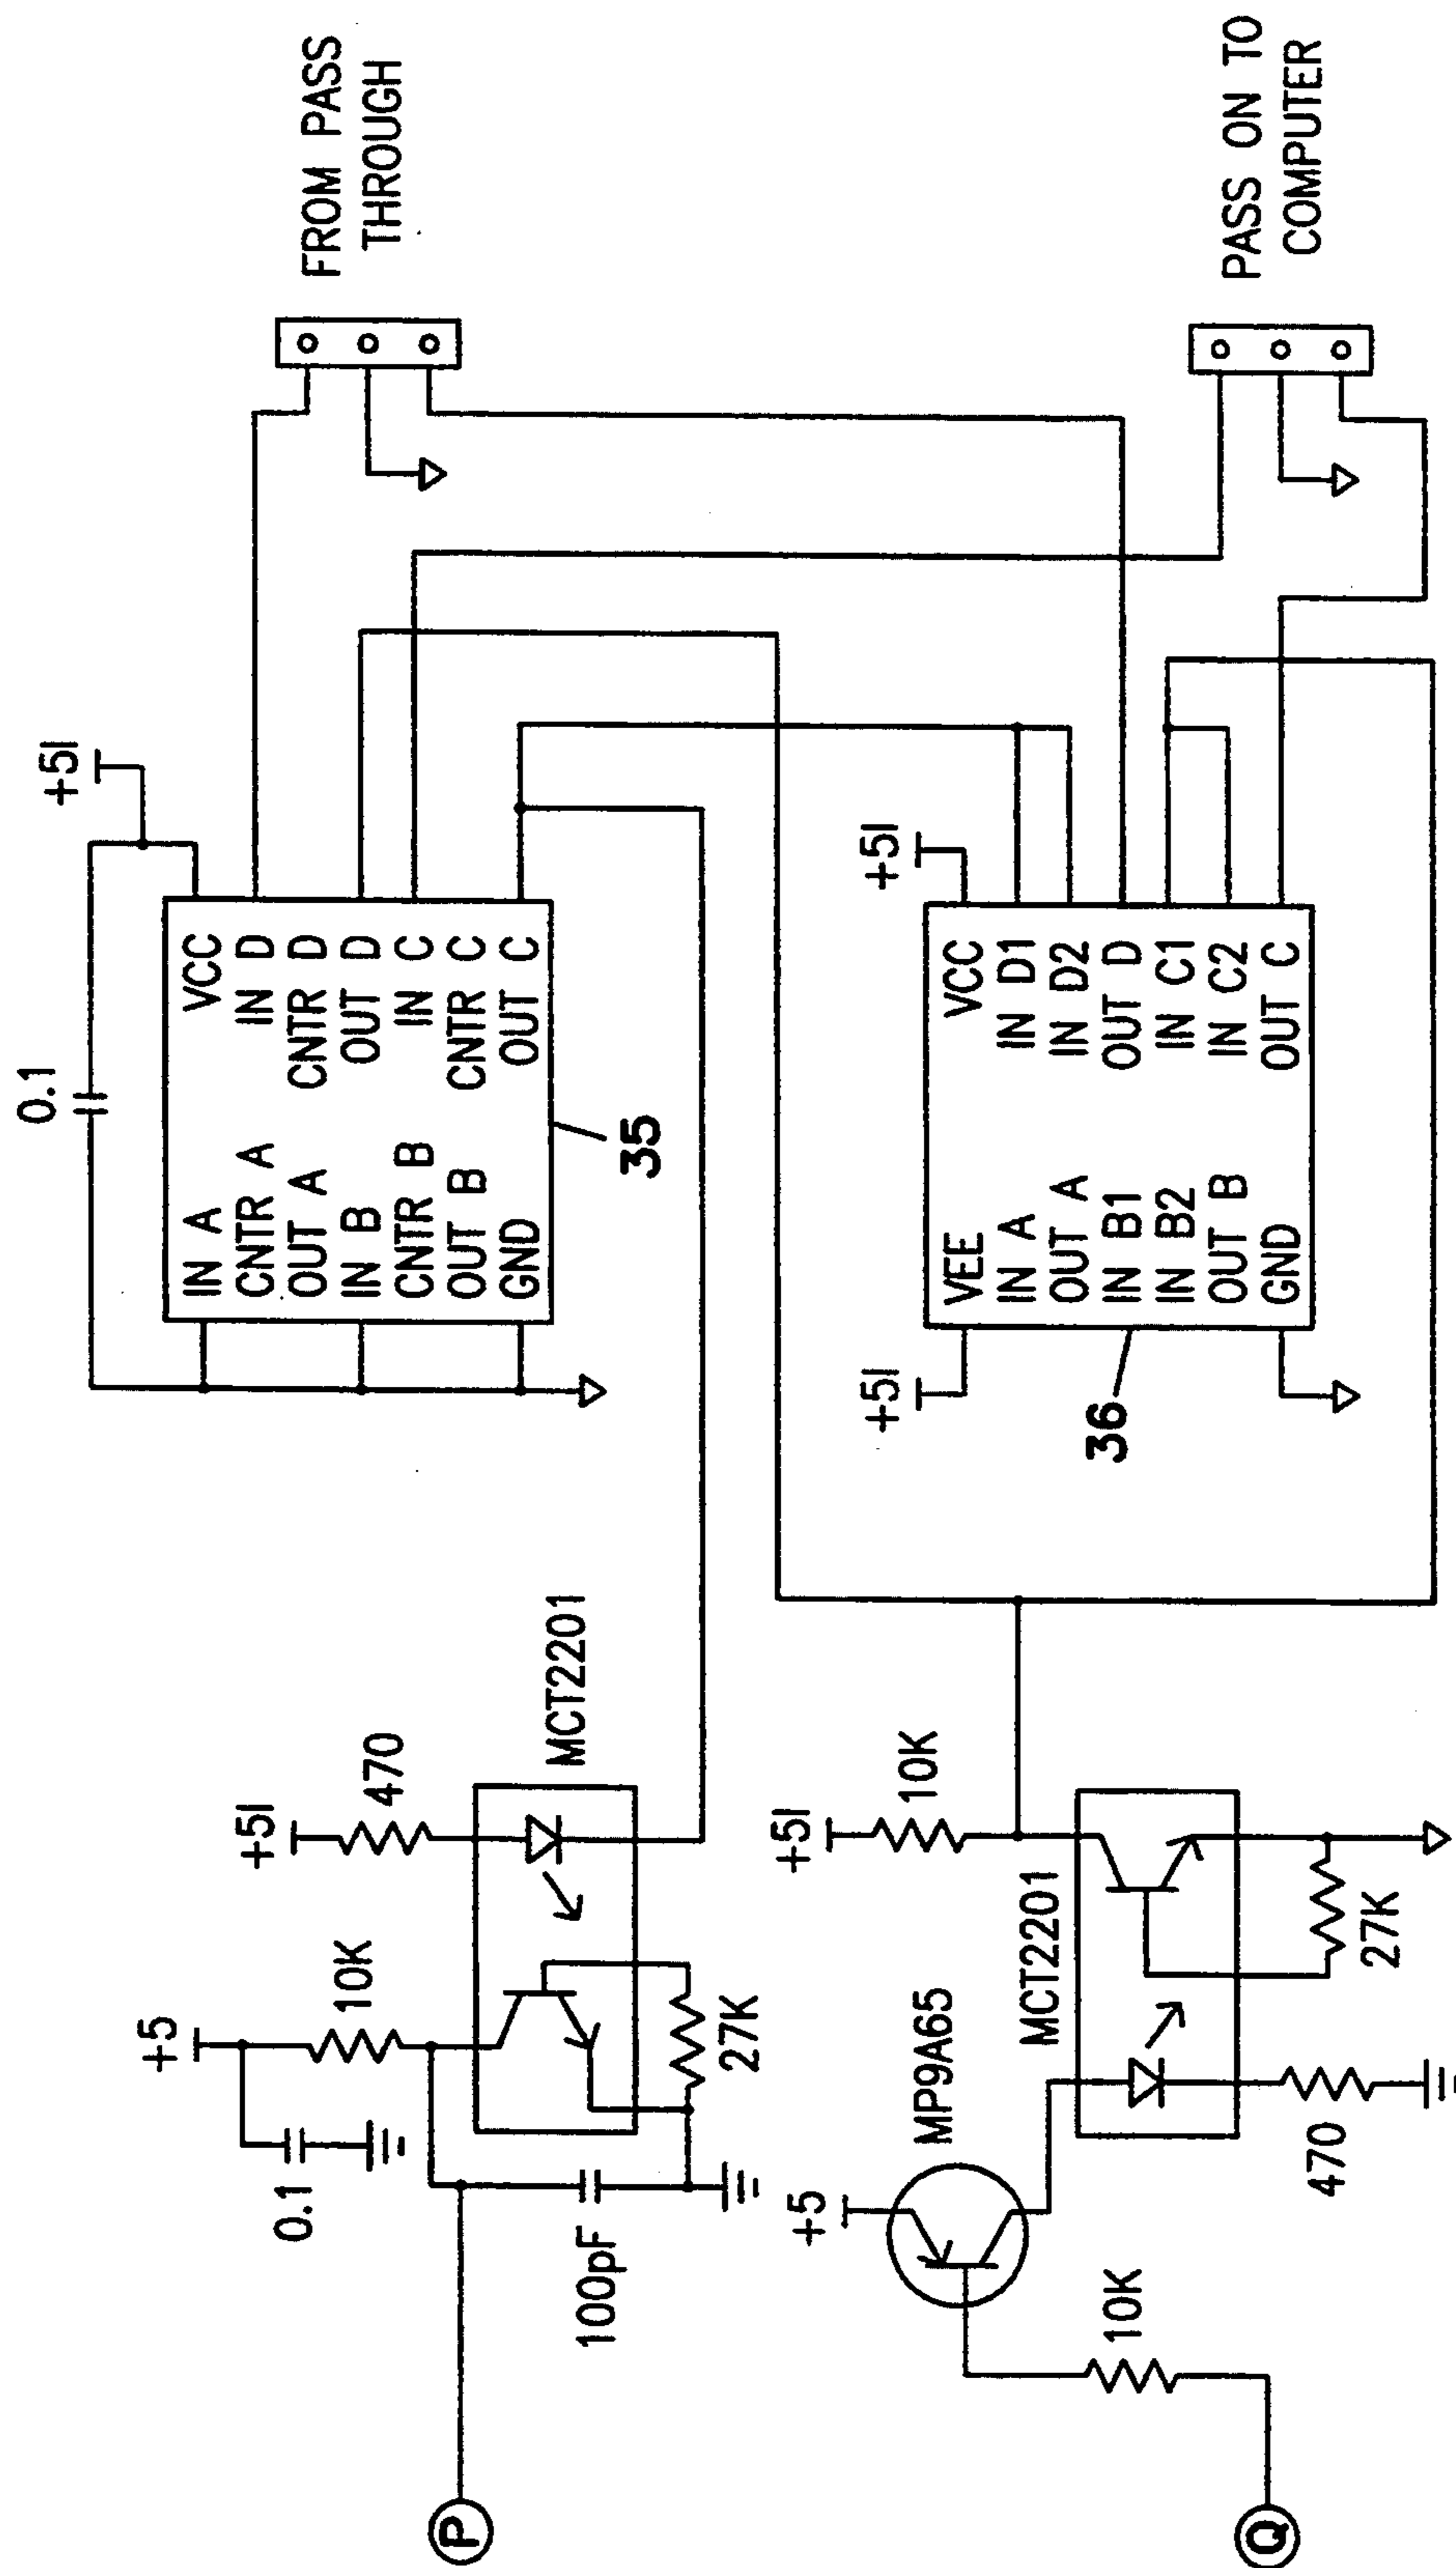 P
Q
+5
0.1
10K
100pF
27K
+5I
470
MCT2201
0.1
+5I
IN A
CNTR A
OUT A
IN B
CNTR B
OUT B
GND
VCC
IN D
CNTR D
OUT D
IN C
CNTR C
OUT C
35
FROM PASS
THROUGH
10K
+5
MP9A65
MCT2201
470
+5I
10K
27K
+5I
36
VEE
IN A
OUT A
IN B1
IN B2
OUT B
GND
+5I
VCC
IN D1
IN D2
OUT D
IN C1
IN C2
OUT C
PASS ON TO
COMPUTER